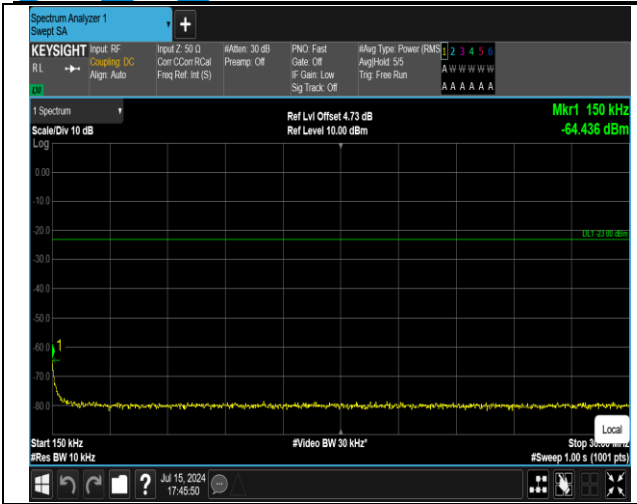 Spectrum Analyzer 1
Swept SA
+
KEYSIGHT Input: RF Input Z: 50 Ω #Atten: 30 dB PNO: Fast #Avg Type: Power (RMS 1 2 3 4 5 6
RL Coupling: DC Corr CCorr RCal Preamp: Off Gate: Off Avg|Hold: 5/5 A W W W W W
Align: Auto Freq Ref: Int (S) IF Gain: Low Trig: Free Run
LXI Sig Track: Off A A A A A A
1 Spectrum Ref Lvl Offset 4.73 dB Mkr1 150 kHz
Scale/Div 10 dB Ref Level 10.00 dBm -64.436 dBm
Log
0.00
-10.0
-20.0
DL1 -23.00 dBm
-30.0
-40.0
-50.0
-60.0
1
-70.0
-80.0
Local
Start 150 kHz #Video BW 30 kHz* Stop
#Res BW 10 kHz #Sweep 1.00 s (1001 pts)
? Jul 15, 2024
17:45:50